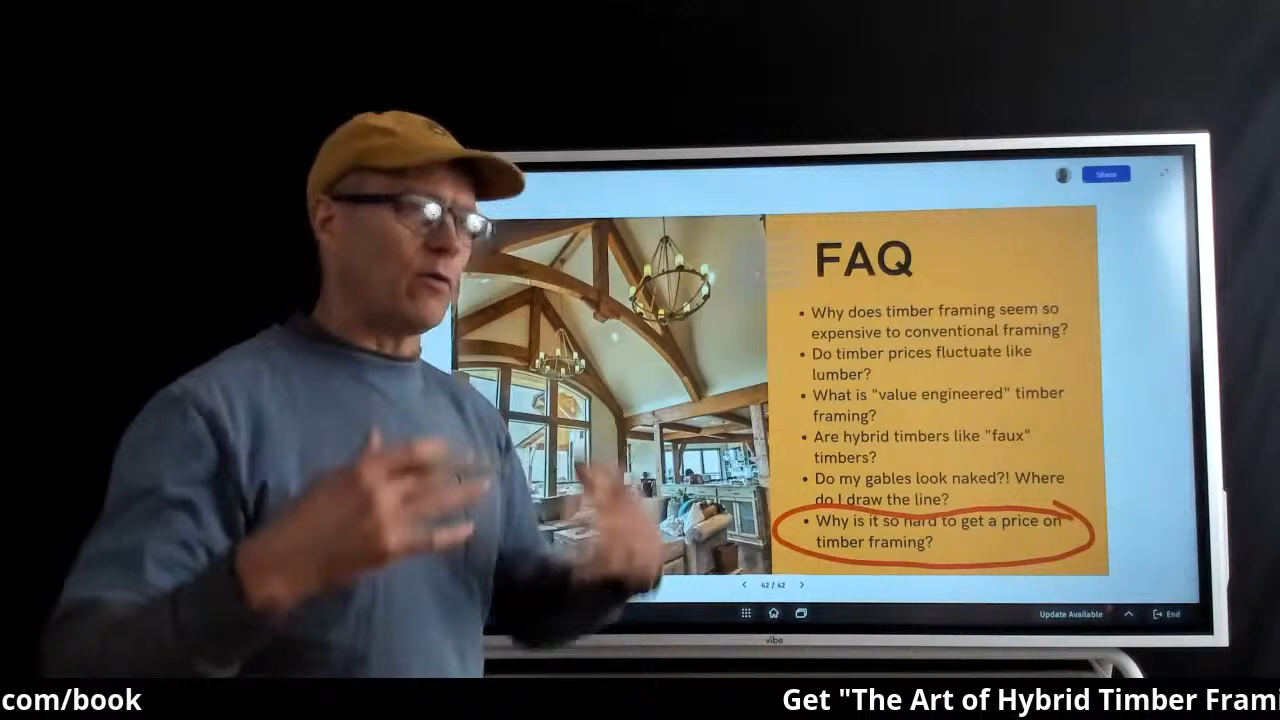 Share
FAQ
• Why does timber framing seem so
expensive to conventional framing?
• Do timber prices fluctuate like
lumber?
• What is "value engineered" timber
framing?
• Are hybrid timbers like "faux"
timbers?
• Do my gables look naked?! Where
do I draw the line?
• Why is it so hard to get a price on
timber framing?
42 / 42
Update Available
End
vibe
com/book
Get "The Art of Hybrid Timber Frami